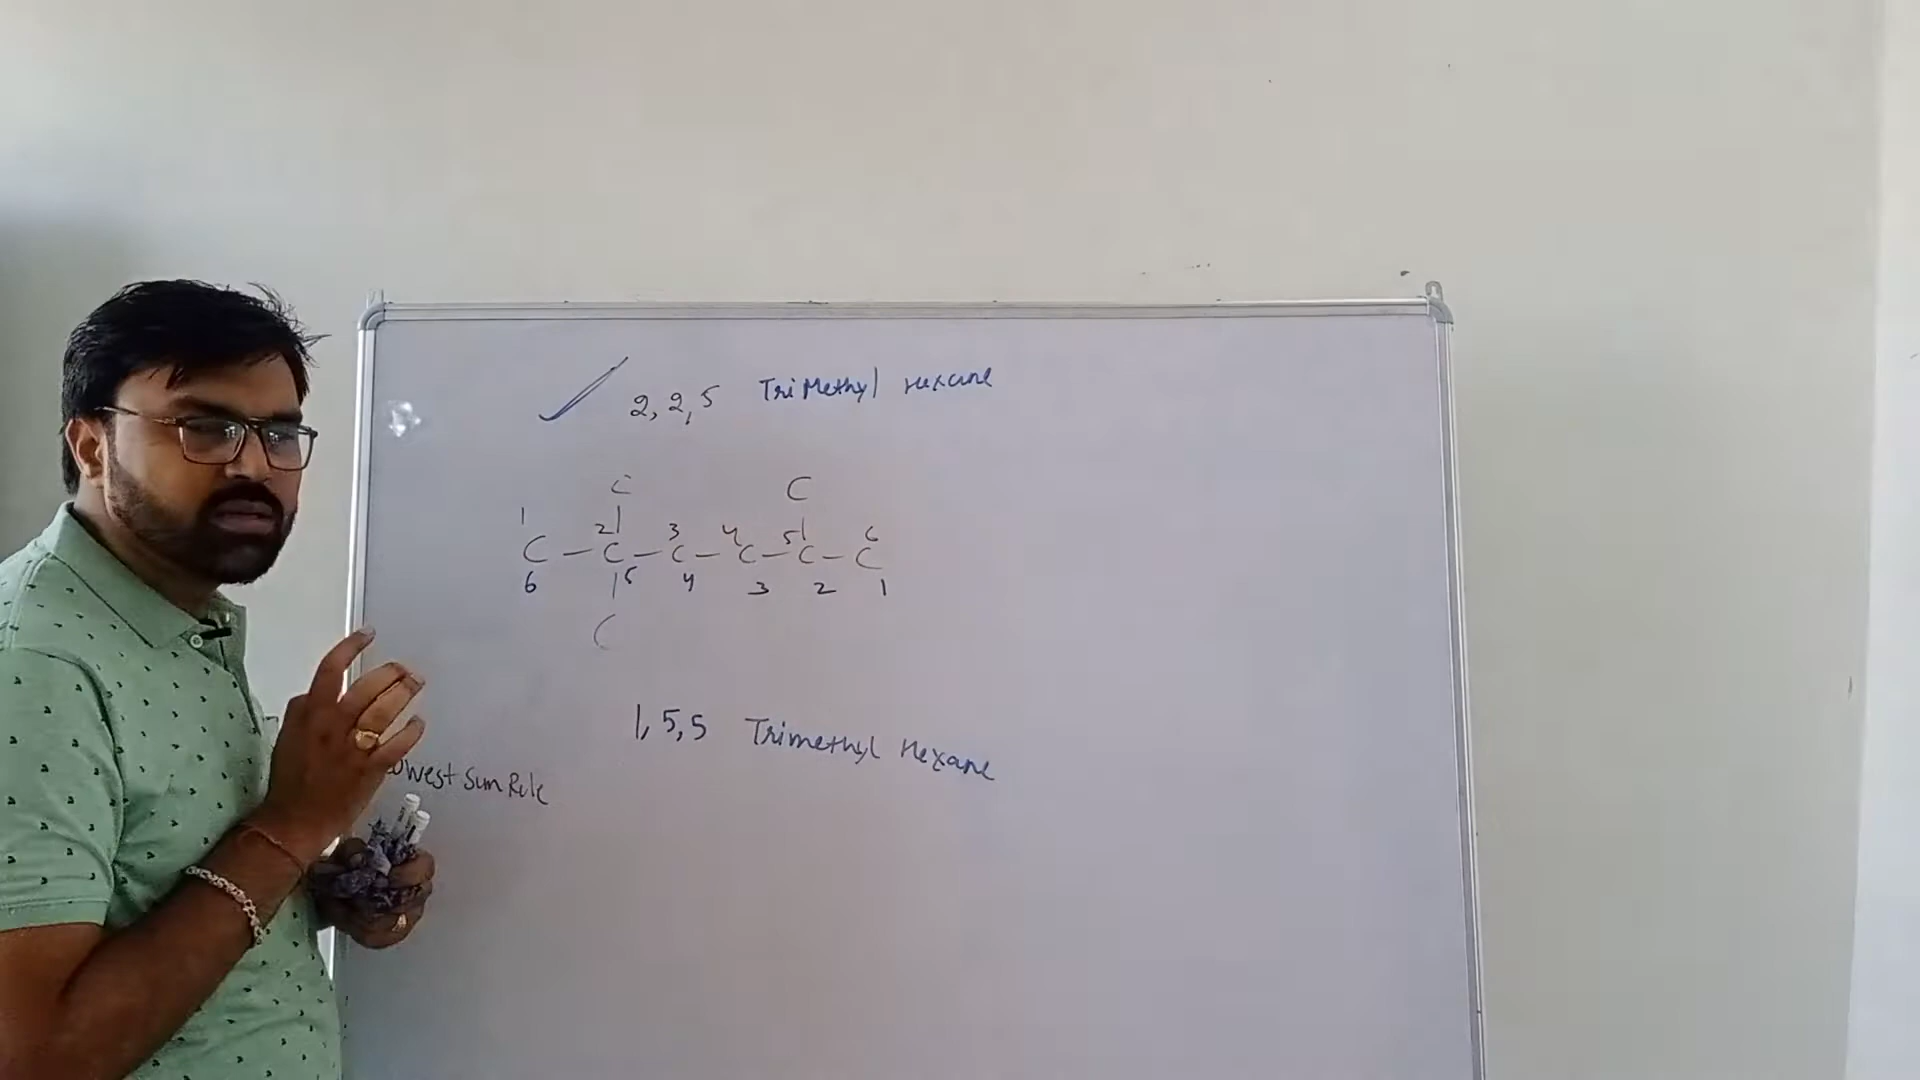 2, 2, 5 TriMethyl Hexane
C C
1 2 3 4 5 6
C - C - C - C - C - C
6 5 4 3 2 1
C
1, 5, 5 Trimethyl Hexane
owest Sum Rule